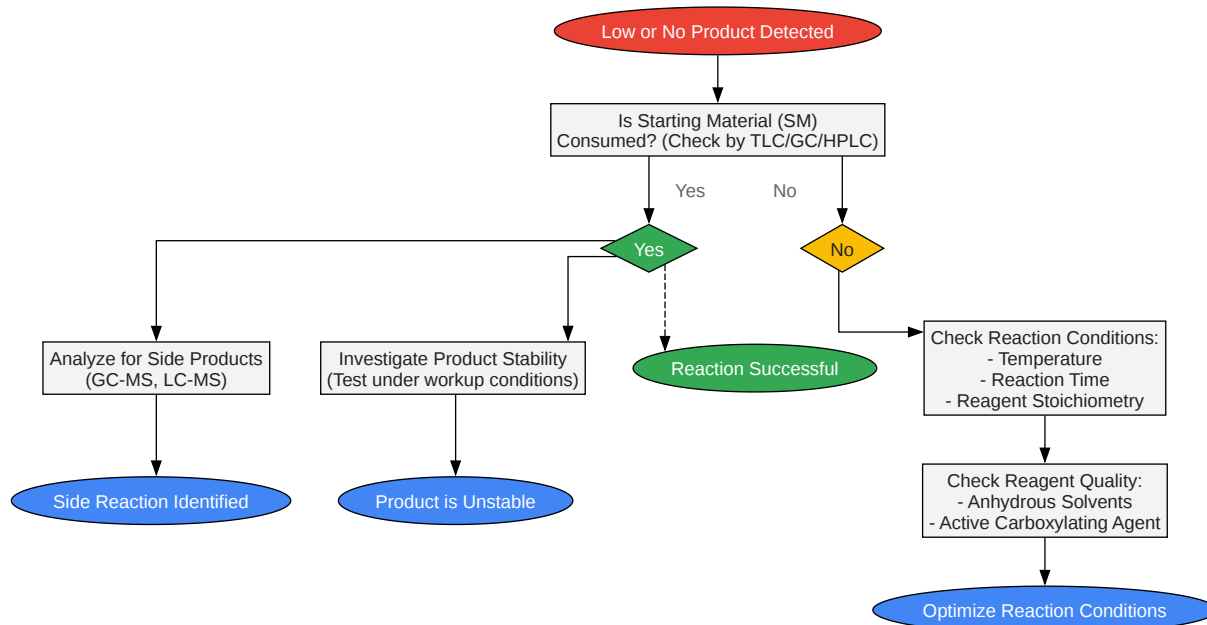 Low or No Product Detected
Is Starting Material (SM)
Consumed? (Check by TLC/GC/HPLC)
Yes
No
Yes
No
Analyze for Side Products
(GC-MS, LC-MS)
Investigate Product Stability
(Test under workup conditions)
Reaction Successful
Check Reaction Conditions:
- Temperature
- Reaction Time
- Reagent Stoichiometry
Side Reaction Identified
Product is Unstable
Check Reagent Quality:
- Anhydrous Solvents
- Active Carboxylating Agent
Optimize Reaction Conditions